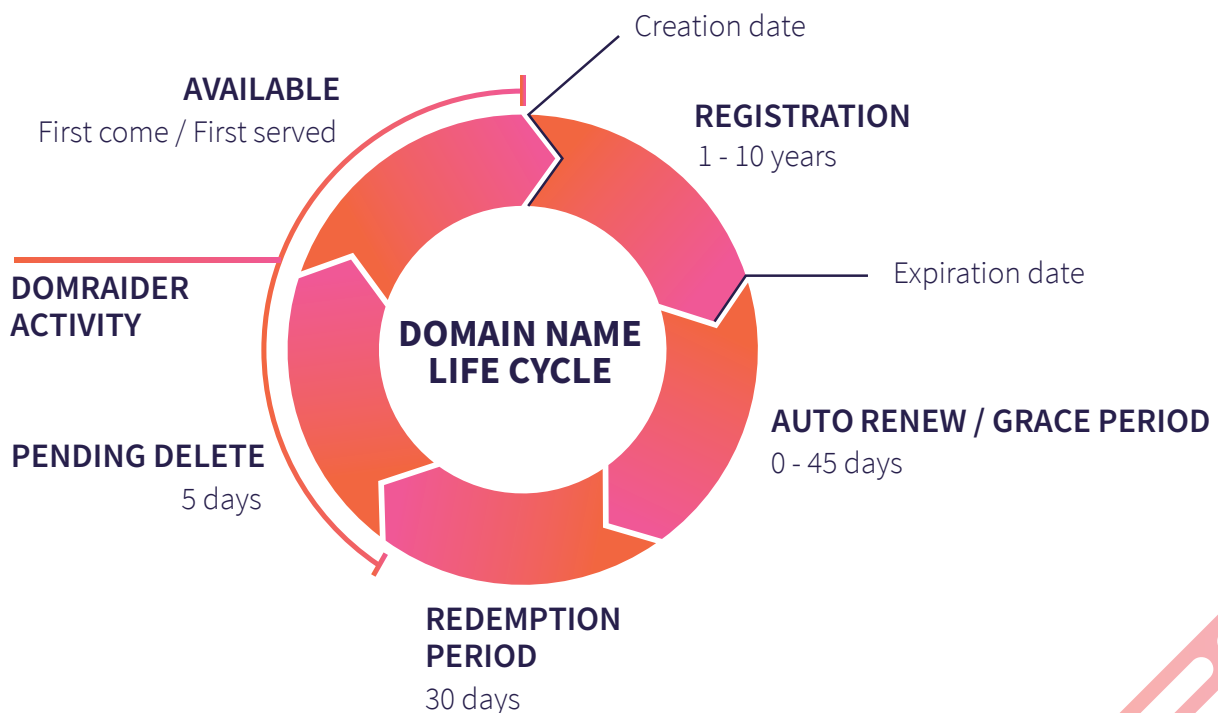 Creation date
AVAILABLE
First come / First served
REGISTRATION
1 - 10 years
Expiration date
DOMRAIDER
ACTIVITY
DOMAIN NAME
LIFE CYCLE
AUTO RENEW / GRACE PERIOD
0 - 45 days
PENDING DELETE
5 days
REDEMPTION
PERIOD
30 days